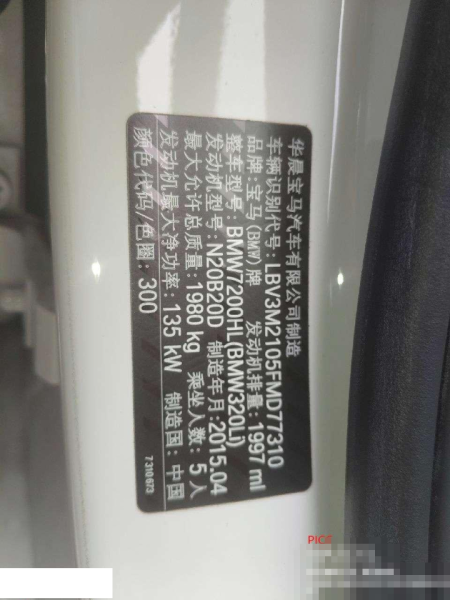 华晨宝马汽车有限公司制造
车辆识别代号：LBV3M2105FMD77310
品牌：宝马(BMW)牌 发动机排量：1997 ml
整车型号：BMW7200HL(BMW320Li)
发动机型号：N20B20D 制造年月：2015.04
最大允许总质量：1980 kg 乘坐人数：5人
发动机最大净功率：135 kW 制造国：中国
颜色代码/色圈：300
7310673
PICC